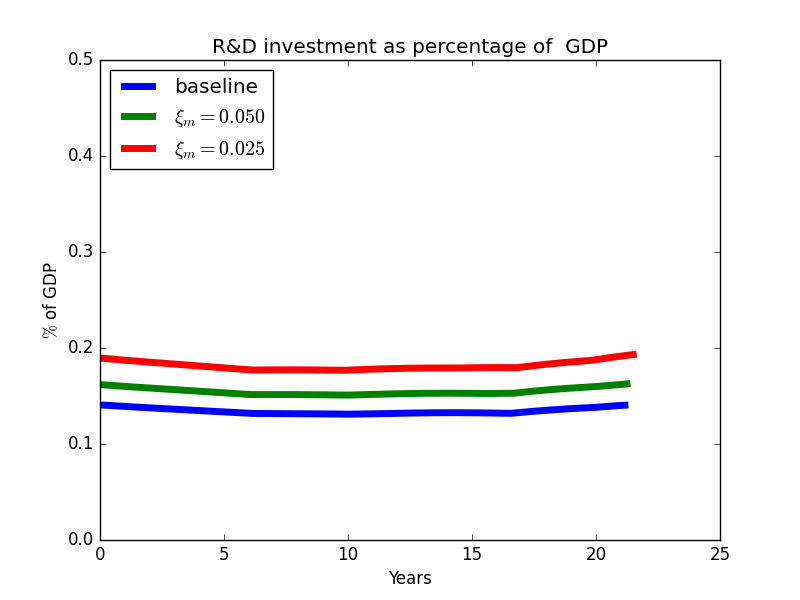 R&D investment as percentage of GDP
baseline
ξm = 0.050
ξm = 0.025
% of GDP
0.5
0.4
0.3
0.2
0.1
0.0
0 5 10 15 20 25
Years